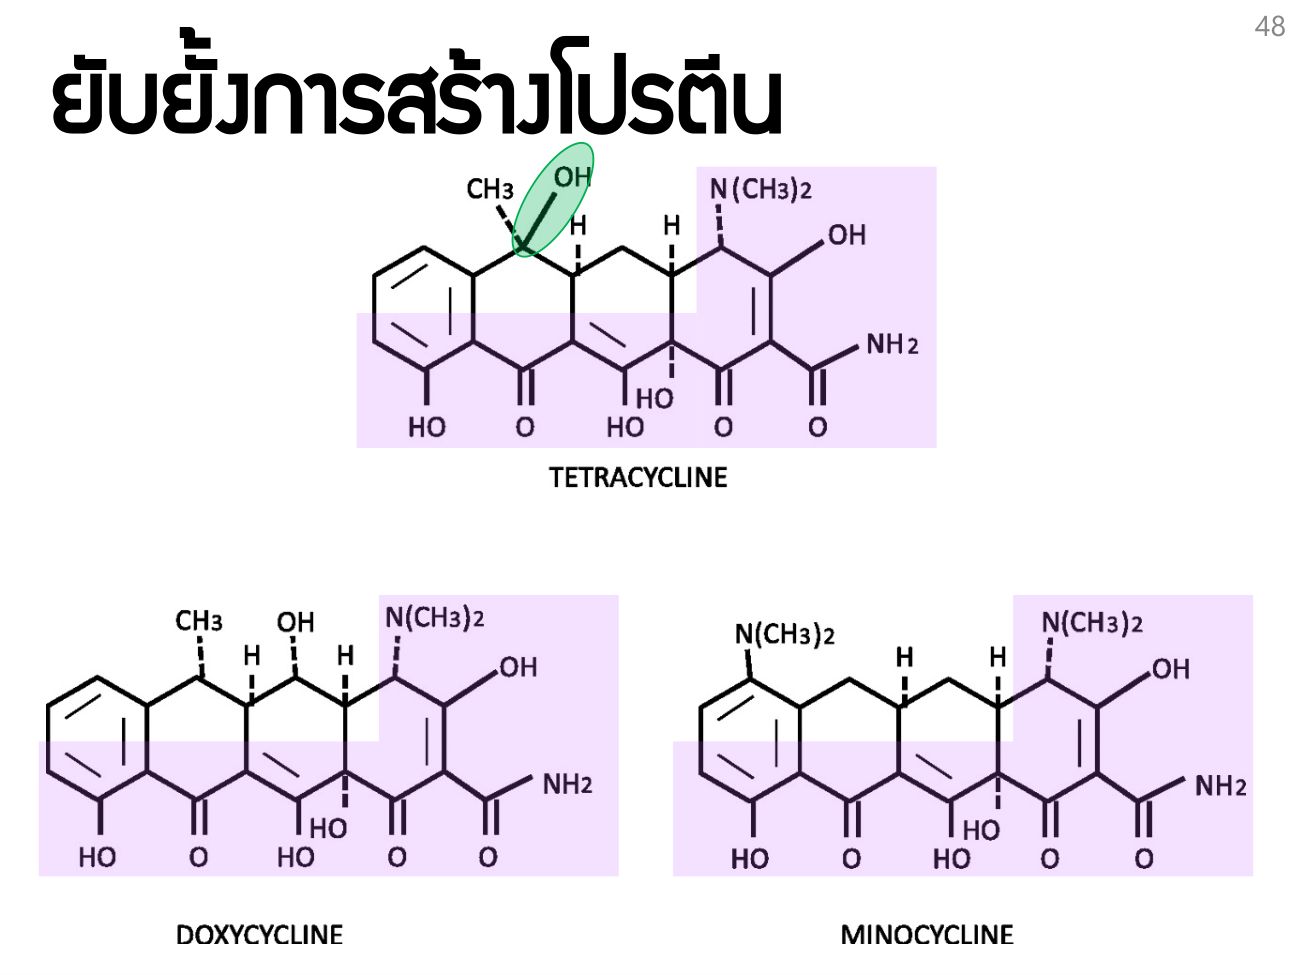 48
ยับยั้งการสร้างโปรตีน
CH3 OH H H N(CH3)2 OH
NH2
HO O HO HO O O
TETRACYCLINE
CH3 H OH H N(CH3)2 OH
NH2
HO O HO HO O O
DOXYCYCLINE
N(CH3)2 H H N(CH3)2 OH
NH2
HO O HO HO O O
MINOCYCLINE